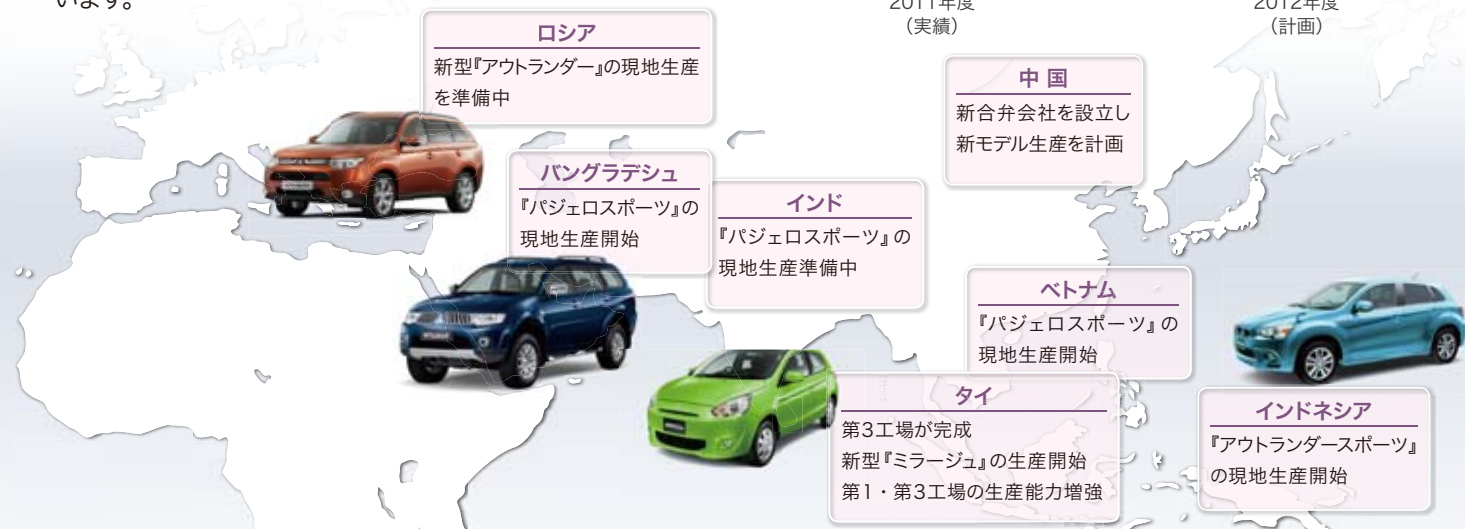 います。
2011年度
（実績）
2012年度
（計画）
ロシア
新型『アウトランダー』の現地生産
を準備中
中 国
新合弁会社を設立し
新モデル生産を計画
バングラデシュ
『パジェロスポーツ』の
現地生産開始
インド
『パジェロスポーツ』の
現地生産準備中
ベトナム
『パジェロスポーツ』の
現地生産開始
タイ
第3工場が完成
新型『ミラージュ』の生産開始
第1・第3工場の生産能力増強
インドネシア
『アウトランダースポーツ』
の現地生産開始